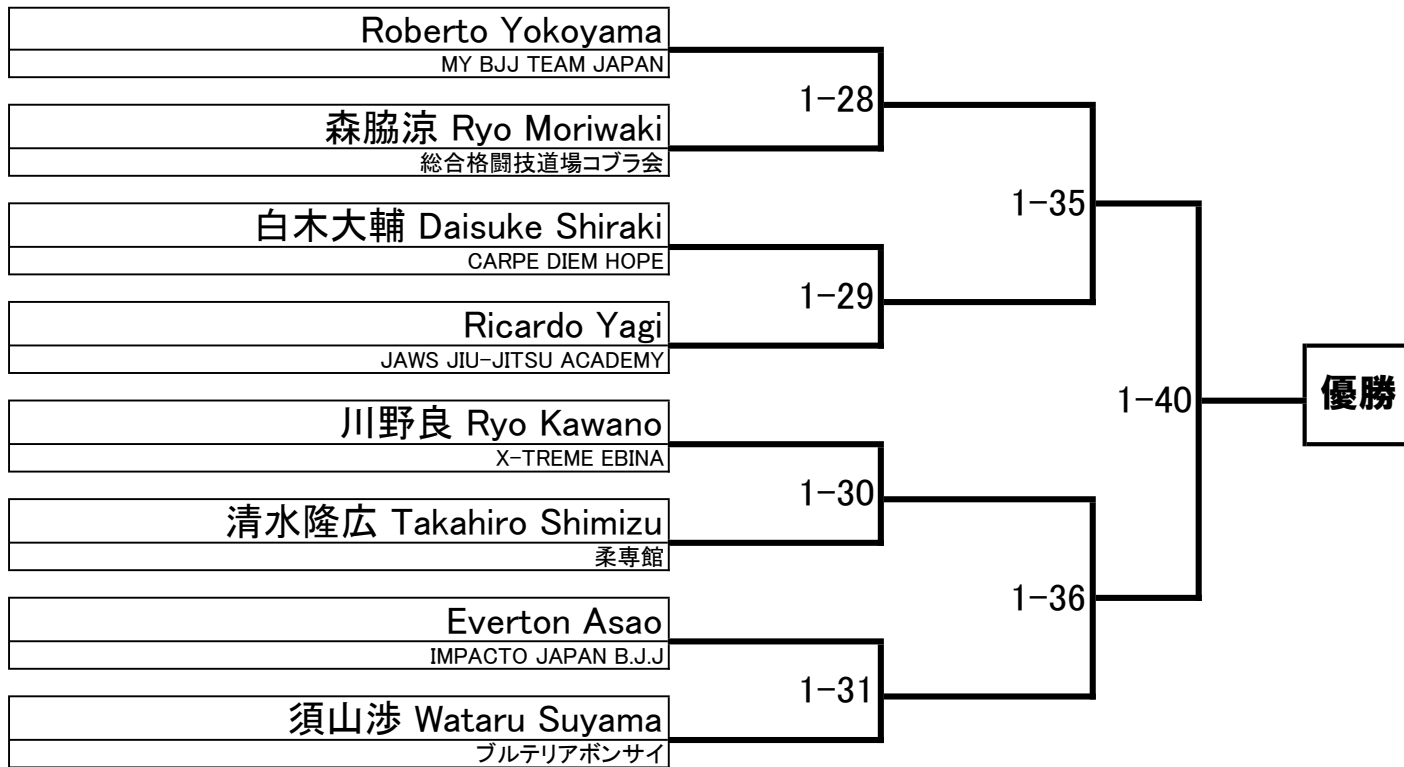 Roberto Yokoyama
MY BJJ TEAM JAPAN
1-28
森脇涼 Ryo Moriwaki
総合格闘技道場コブラ会
1-35
白木大輔 Daisuke Shiraki
CARPE DIEM HOPE
1-29
Ricardo Yagi
JAWS JIU-JITSU ACADEMY
1-40
優勝
川野良 Ryo Kawano
X-TREME EBINA
1-30
清水隆広 Takahiro Shimizu
柔専館
1-36
Everton Asao
IMPACTO JAPAN B.J.J
1-31
須山渉 Wataru Suyama
ブルテリアボンサイ